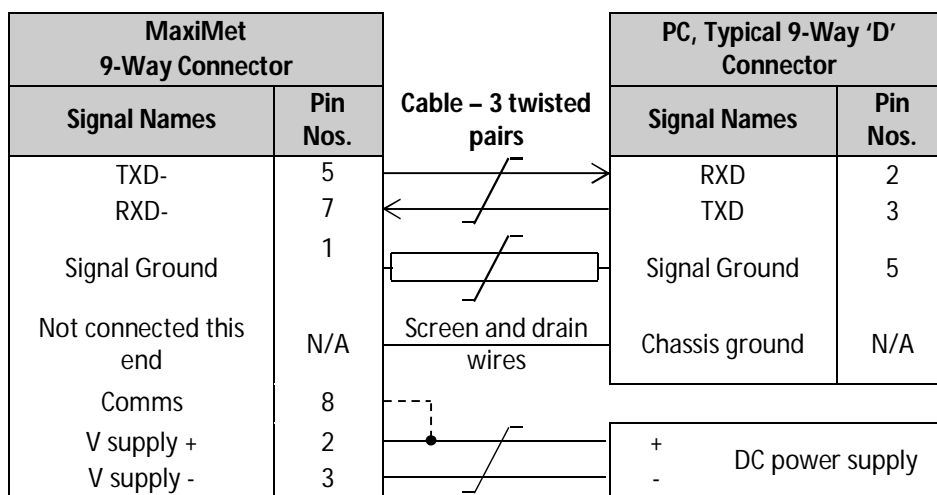 MaxiMet
9-Way Connector
PC, Typical 9-Way ‘D’
Connector
Signal Names
Pin
Nos.
Cable – 3 twisted
pairs
Signal Names
Pin
Nos.
TXD-
5
RXD
2
RXD-
7
TXD
3
Signal Ground
1
Signal Ground
5
Not connected this
end
N/A
Screen and drain
wires
Chassis ground
N/A
Comms
8
V supply +
2
+
DC power supply
V supply -
3
-